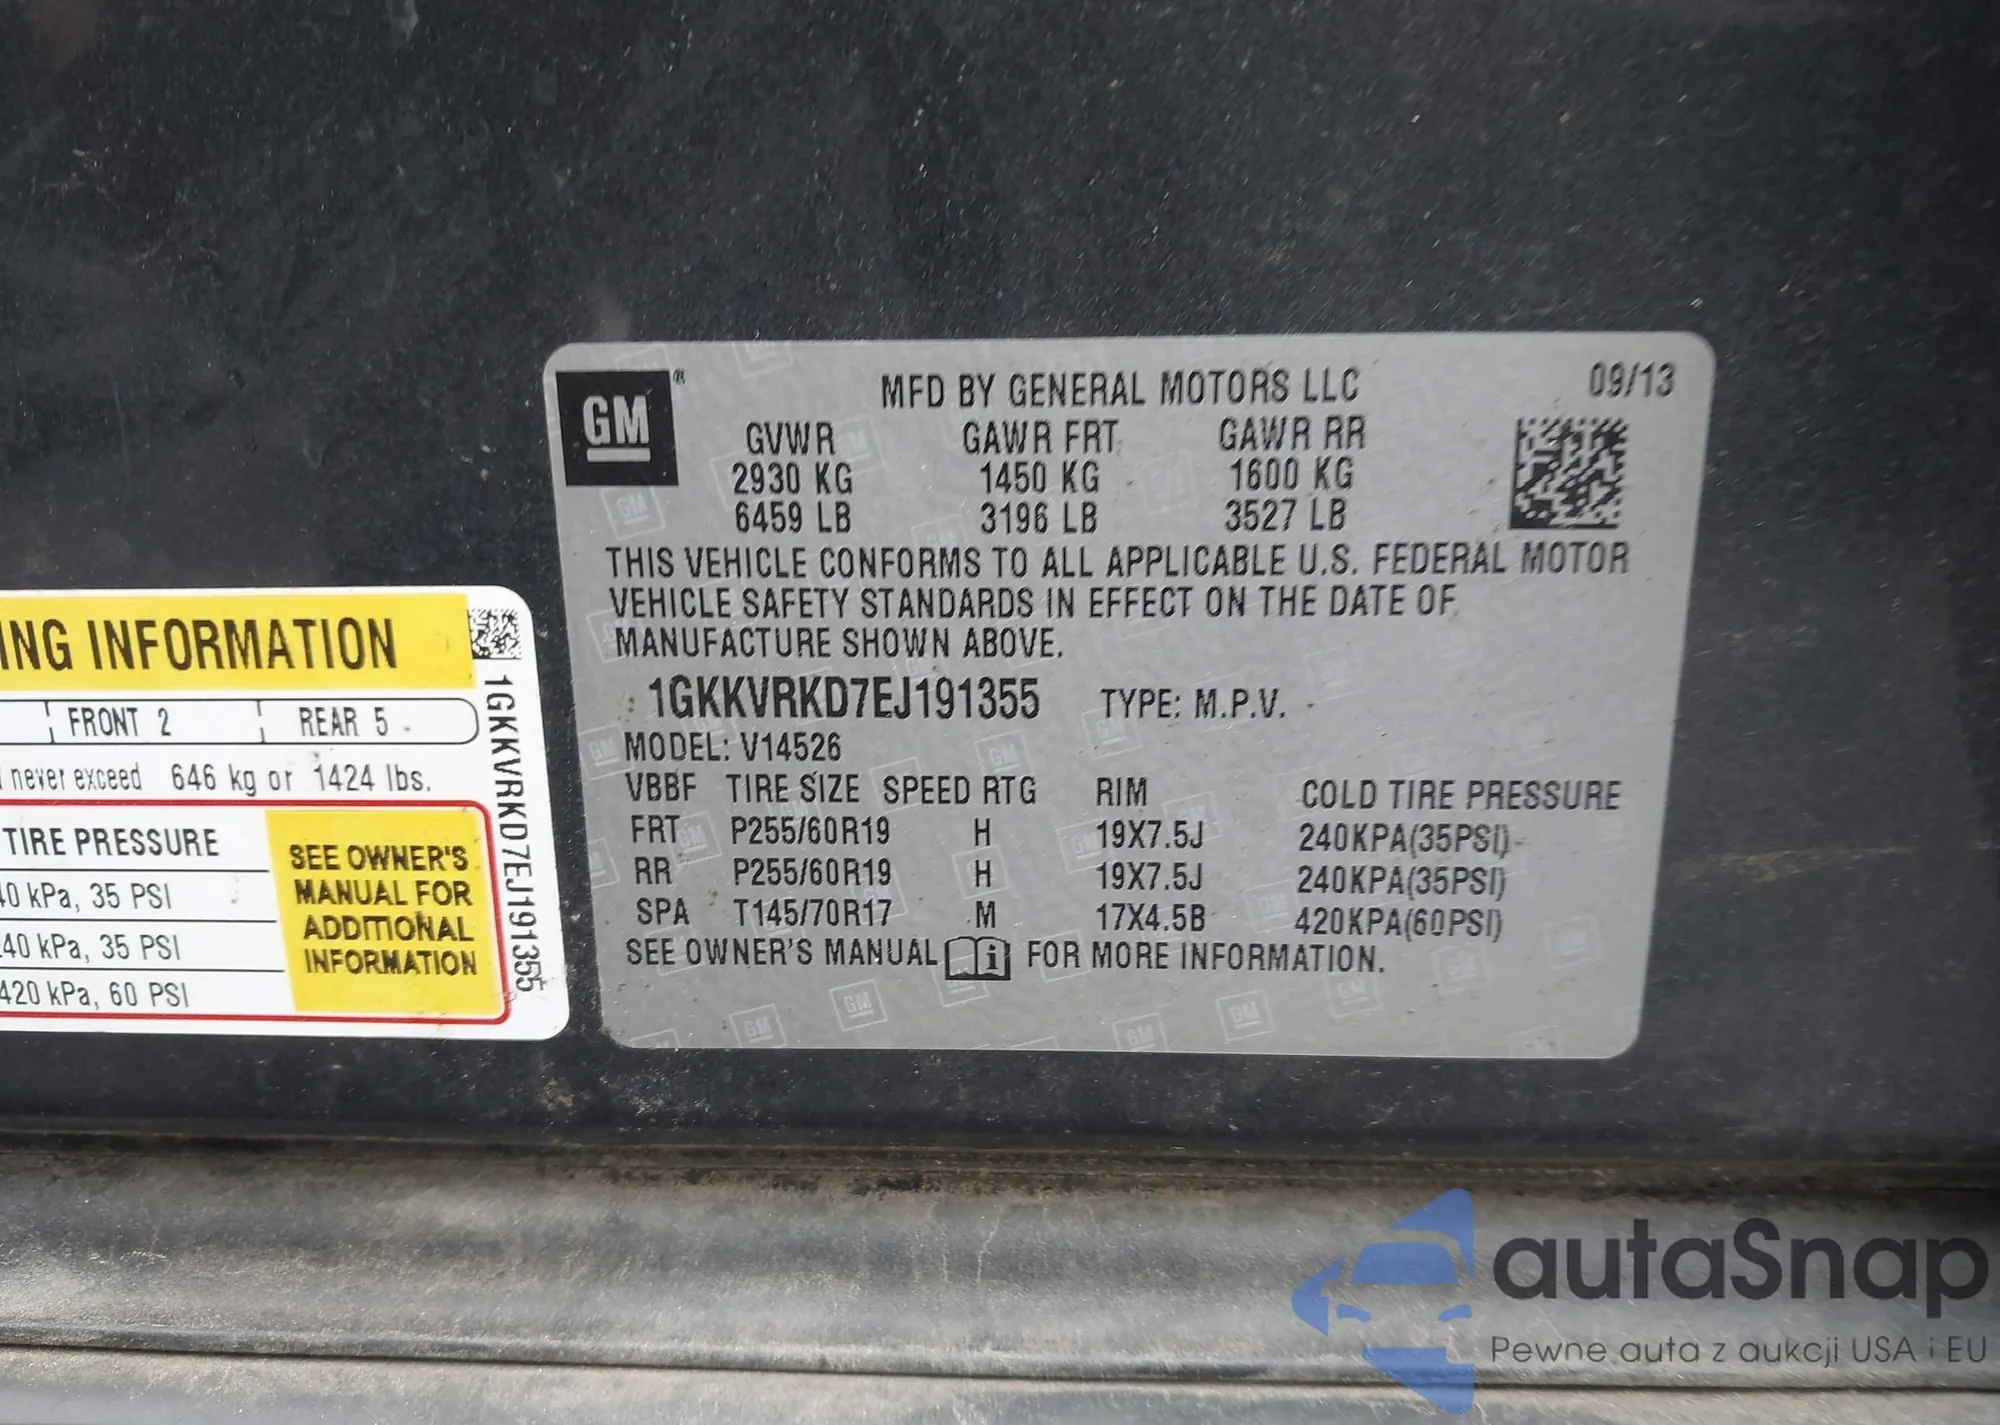 GM ®
MFD BY GENERAL MOTORS LLC 09/13
GVWR GAWR FRT GAWR RR
2930 KG 1450 KG 1600 KG
6459 LB 3196 LB 3527 LB
THIS VEHICLE CONFORMS TO ALL APPLICABLE U.S. FEDERAL MOTOR
VEHICLE SAFETY STANDARDS IN EFFECT ON THE DATE OF
MANUFACTURE SHOWN ABOVE.
1GKKVRKD7EJ191355 TYPE: M.P.V.
MODEL: V14526
VBBF TIRE SIZE SPEED RTG RIM COLD TIRE PRESSURE
FRT P255/60R19 H 19X7.5J 240KPA(35PSI)
RR P255/60R19 H 19X7.5J 240KPA(35PSI)
SPA T145/70R17 M 17X4.5B 420KPA(60PSI)
SEE OWNER'S MANUAL i FOR MORE INFORMATION.
ING INFORMATION
FRONT 2 REAR 5
never exceed 646 kg or 1424 lbs.
TIRE PRESSURE
40 kPa, 35 PSI
240 kPa, 35 PSI
420 kPa, 60 PSI
SEE OWNER'S
MANUAL FOR
ADDITIONAL
INFORMATION
1GKKVRKD7EJ191355
autaSnap
Pewne auta z aukcji USA i EU